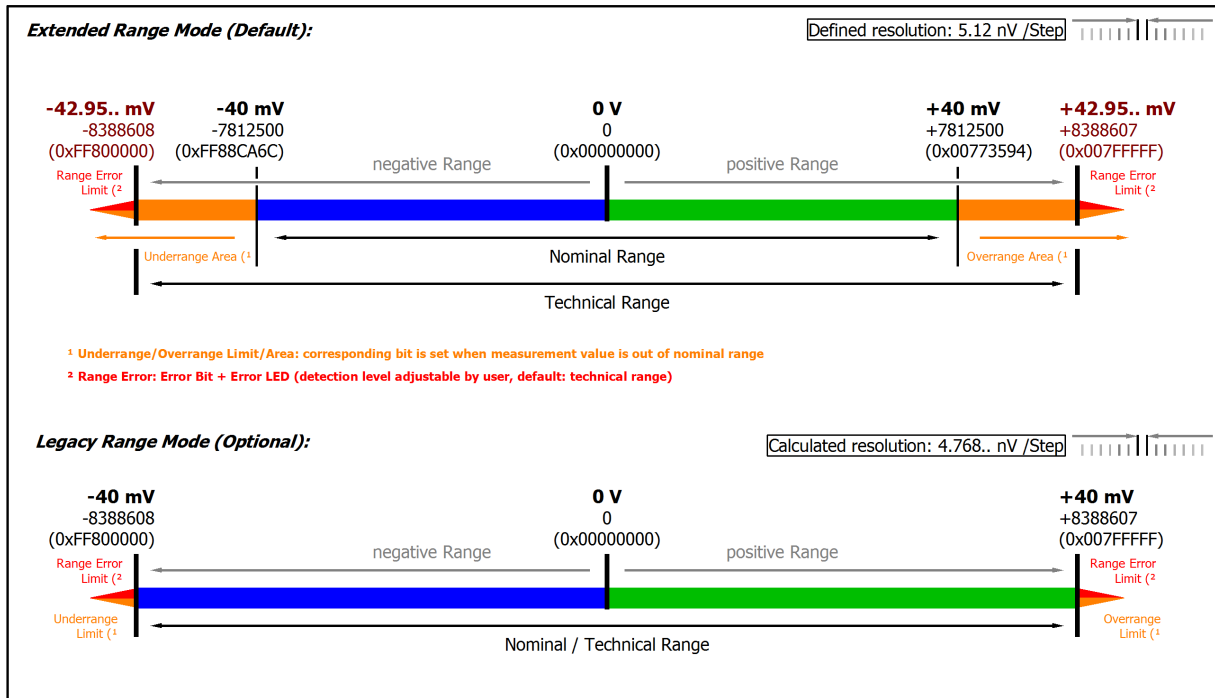 Extended Range Mode (Default):
Defined resolution: 5.12 nV /Step
-42.95.. mV
-8388608
(0xFF800000)
-40 mV
-7812500
(0xFF88CA6C)
0 V
0
(0x00000000)
+40 mV
+7812500
(0x00773594)
+42.95.. mV
+8388607
(0x007FFFFF)
negative Range
positive Range
Range Error
Limit (²
Range Error
Limit (²
Underrange Area (¹
Nominal Range
Overrange Area (¹
Technical Range
¹ Underrange/Overrange Limit/Area: corresponding bit is set when measurement value is out of nominal range
² Range Error: Error Bit + Error LED (detection level adjustable by user, default: technical range)
Legacy Range Mode (Optional):
Calculated resolution: 4.768.. nV /Step
-40 mV
-8388608
(0xFF800000)
0 V
0
(0x00000000)
+40 mV
+8388607
(0x007FFFFF)
negative Range
positive Range
Range Error
Limit (²
Range Error
Limit (²
Underrange
Limit (¹
Overrange
Limit (¹
Nominal / Technical Range